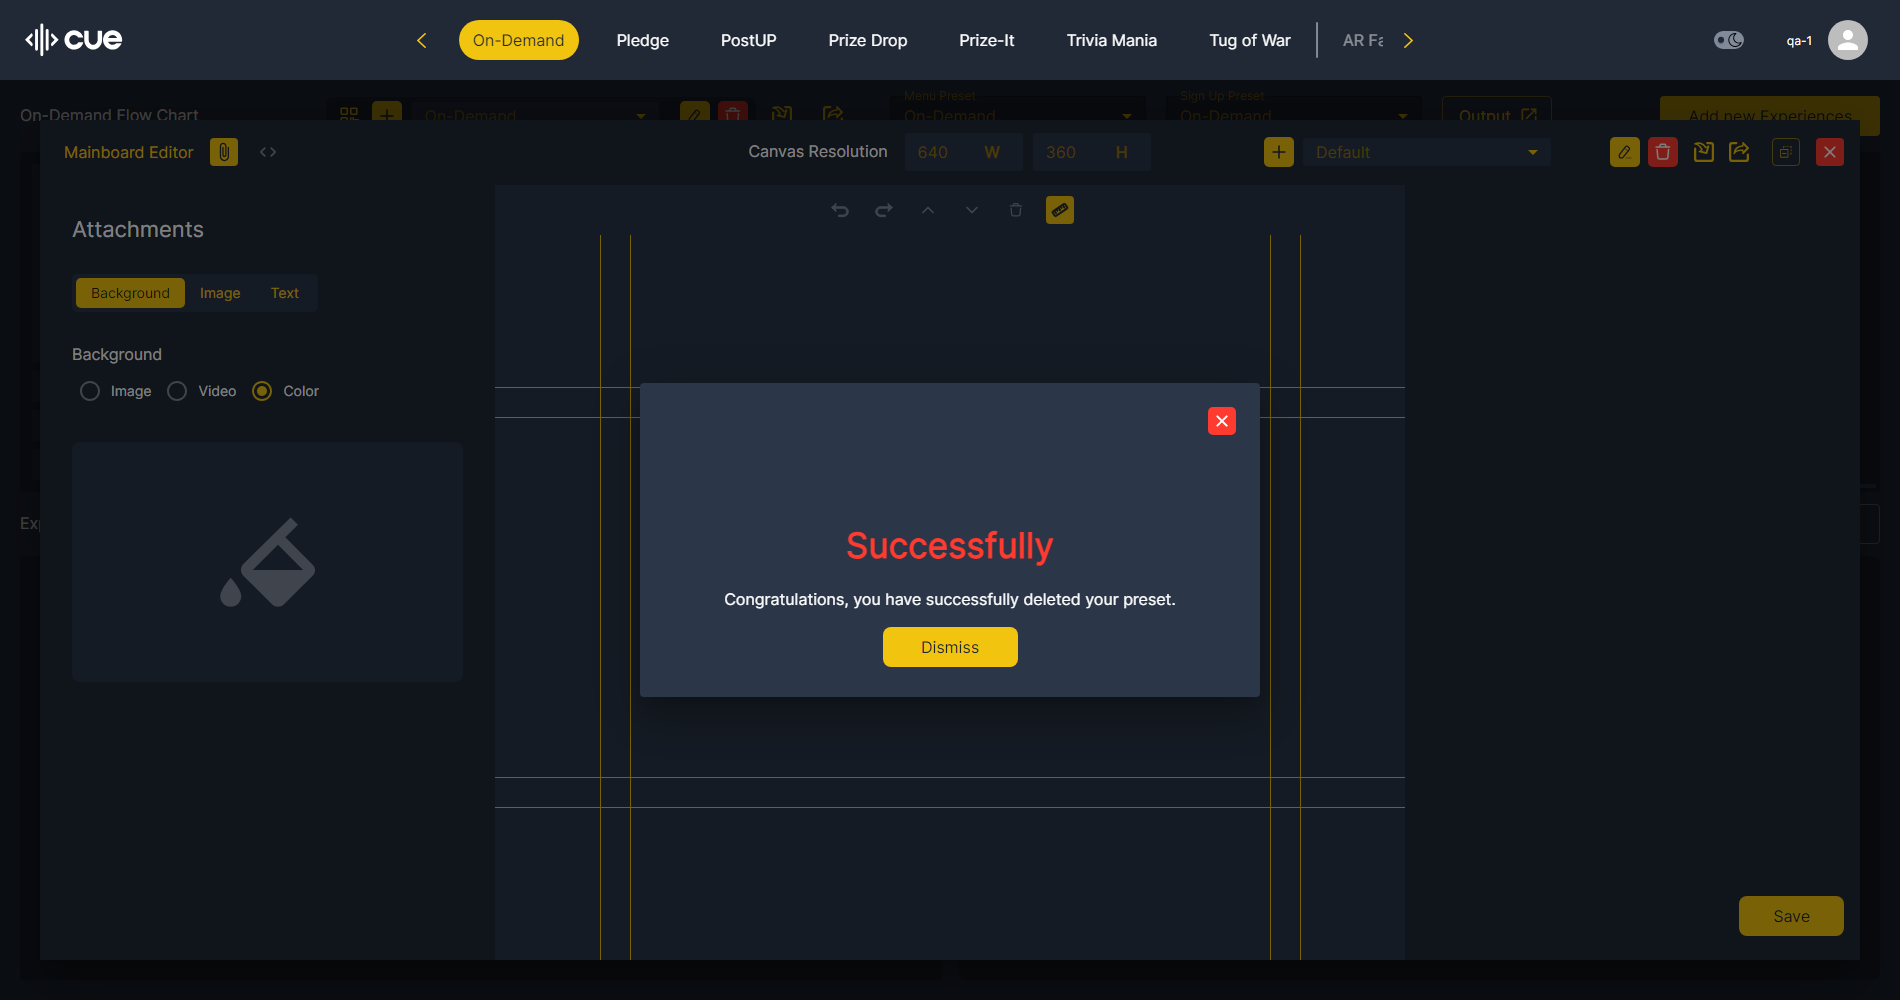 cue
On-Demand
Pledge
PostUP
Prize Drop
Prize-It
Trivia Mania
Tug of War
AR Fa
qa-1
On-Demand Flow Chart
On-Demand
Menu Preset
On-Demand
Sign Up Preset
On-Demand
Output
Add new Experiences
Mainboard Editor
Canvas Resolution
640 W
360 H
Default
Attachments
Background
Image
Text
Background
Image
Video
Color
Exp
Successfully
Congratulations, you have successfully deleted your preset.
Dismiss
Save